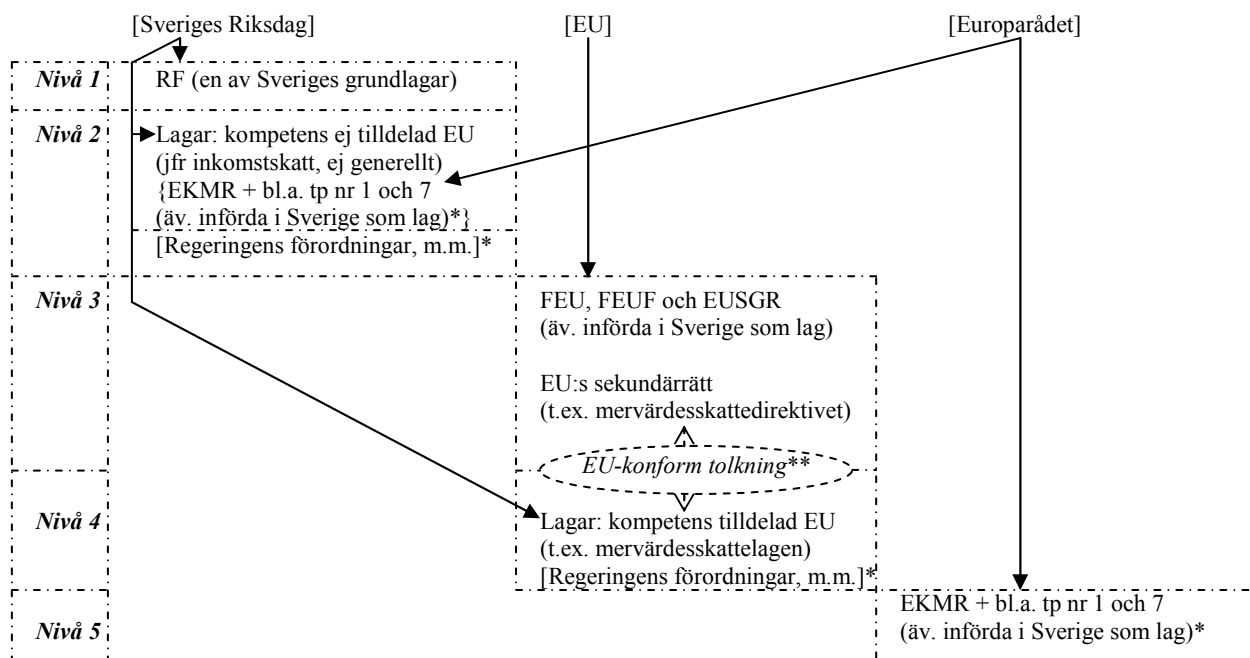 [Sveriges Riksdag] [EU] [Europarådet]
Nivå 1 RF (en av Sveriges grundlagar)
Nivå 2 Lagar: kompetens ej tilldelad EU
(jfr inkomstskatt, ej generellt)
{EKMR + bl.a. tp nr 1 och 7
(äv. införda i Sverige som lag)*}
[Regeringens förordningar, m.m.]*
Nivå 3 FEU, FEUF och EUSGR
(äv. införda i Sverige som lag)
EU:s sekundärrätt
(t.ex. mervärdesskattedirektivet)
EU-konform tolkning**
Nivå 4 Lagar: kompetens tilldelad EU
(t.ex. mervärdesskattelagen)
[Regeringens förordningar, m.m.]*
EKMR + bl.a. tp nr 1 och 7
Nivå 5 (äv. införda i Sverige som lag)*